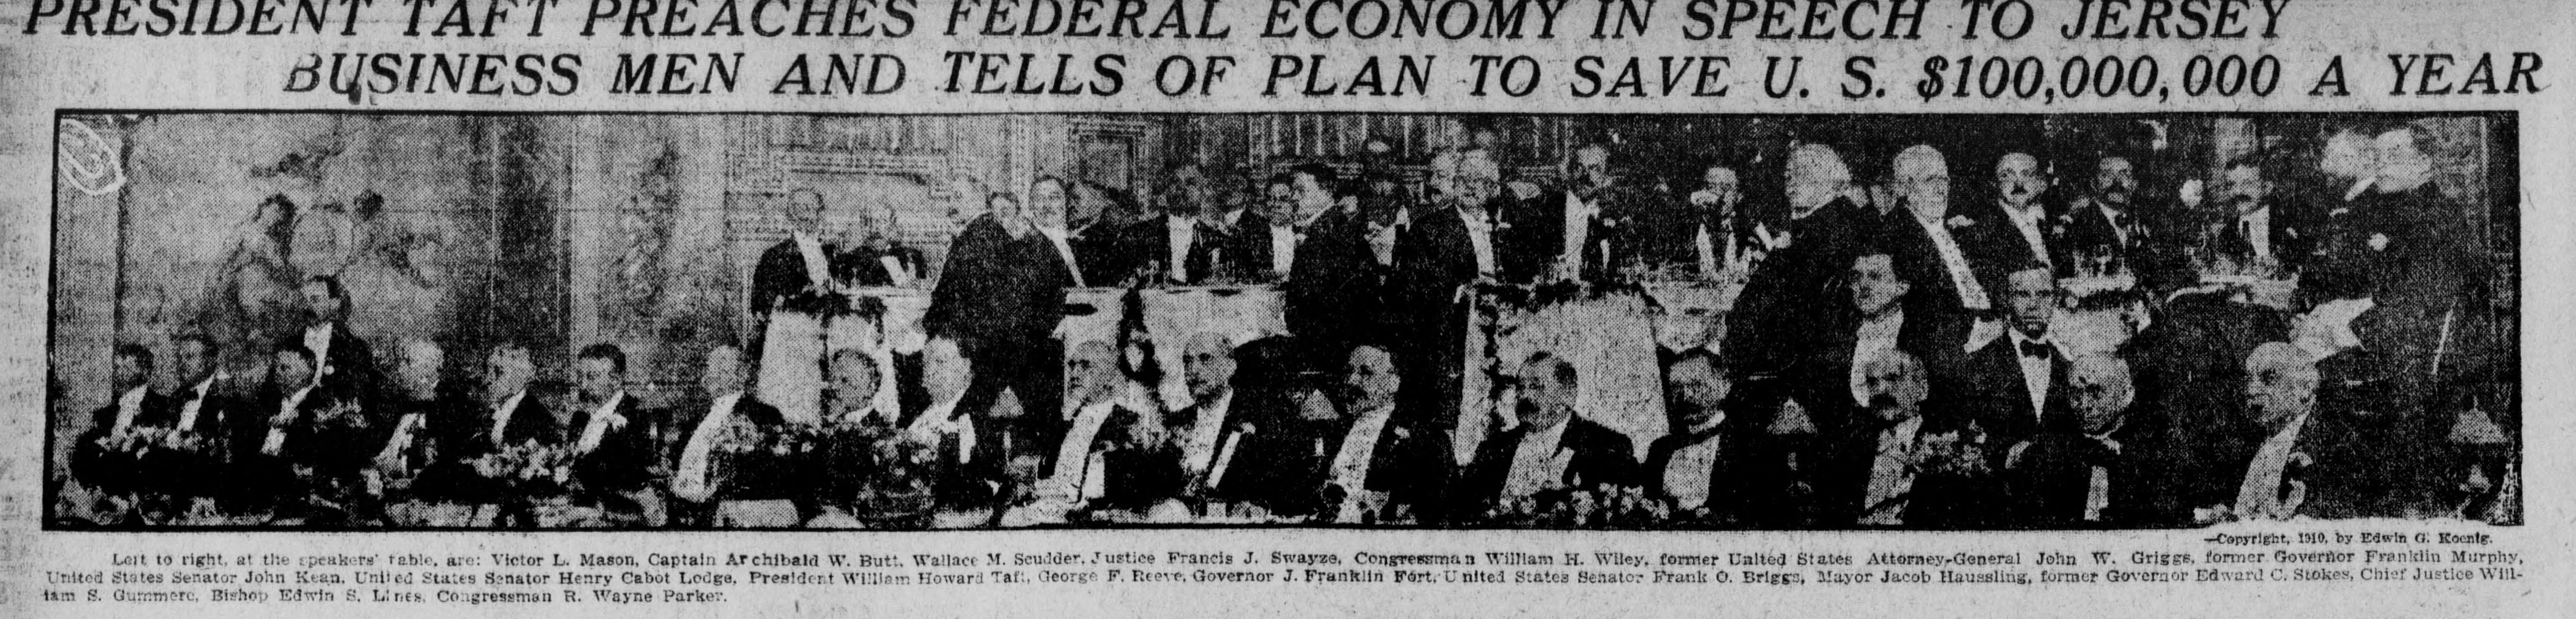 PRESIDENT TAFT PREACHES FEDERAL ECONOMY IN SPEECH TO JERSEY
BUSINESS MEN AND TELLS OF PLAN TO SAVE U. S. $100,000,000 A YEAR
—Copyright, 1910, by Edwin G. Koenig.
Left to right, at the speakers' table, are: Victor L. Mason, Captain Archibald W. Butt, Wallace M. Scudder, Justice Francis J. Swayze, Congressman William H. Wiley, former United States Attorney-General John W. Griggs, former Governor Franklin Murphy,
United States Senator John Kean, United States Senator Henry Cabot Lodge, President William Howard Taft, George F. Reeve, Governor J. Franklin Fort, United States Senator Frank O. Briggs, Mayor Jacob Haussling, former Governor Edward C. Stokes, Chief Justice Will-
iam S. Gummere, Bishop Edwin S. Lines, Congressman R. Wayne Parker.